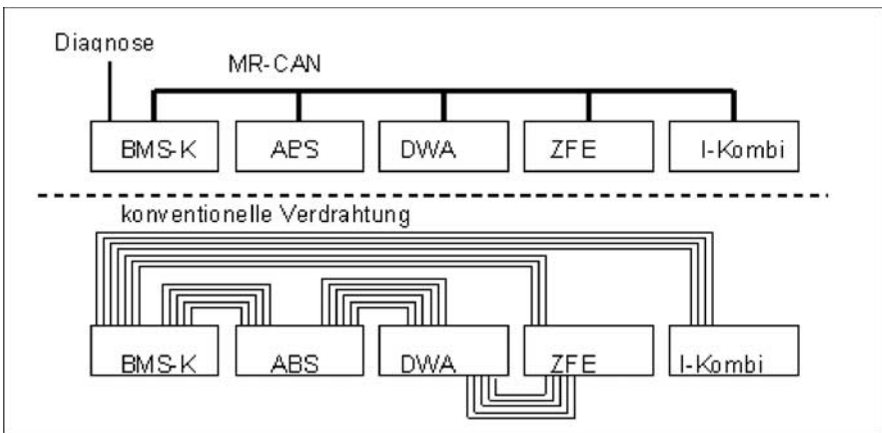 Diagnose
MR-CAN
BMS-K APS DWA ZFE I-Kombi
konventionelle Verdrahtung
BMS-K ABS DWA ZFE I-Kombi